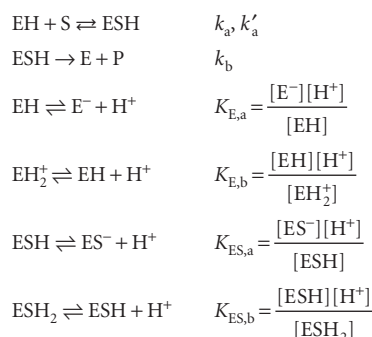 EH + S ⇄ ESH k_a, k′_a
ESH → E + P k_b
EH ⇌ E⁻ + H⁺ K_E,a = [E⁻][H⁺] / [EH]
EH₂⁺ ⇌ EH + H⁺ K_E,b = [EH][H⁺] / [EH₂⁺]
ESH ⇌ ES⁻ + H⁺ K_ES,a = [ES⁻][H⁺] / [ESH]
ESH₂ ⇌ ESH + H⁺ K_ES,b = [ESH][H⁺] / [ESH₂]